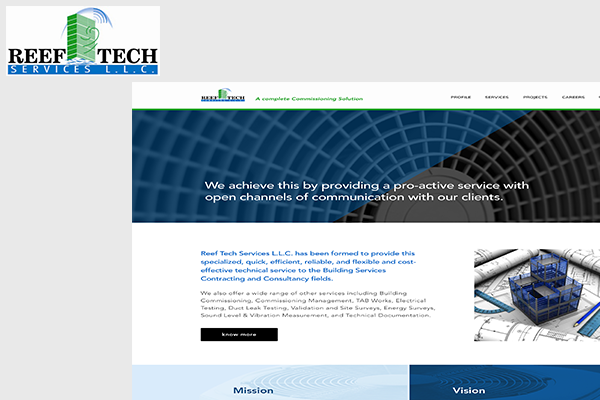 REEF TECH
SERVICES L.L.C.
REEF TECH
A complete Commissioning Solution
PROFILE SERVICES PROJECTS CAREERS
We achieve this by providing a pro-active service with
open channels of communication with our clients.
Reef Tech Services L.L.C. has been formed to provide this
specialized, quick, efficient, reliable, and flexible and cost-
effective technical service to the Building Services
Contracting and Consultancy fields.
We also offer a wide range of other services including Building
Commissioning, Commissioning Management, TAB Works, Electrical
Testing, Duct Leak Testing, Validation and Site Surveys, Energy Surveys,
Sound Level & Vibration Measurement, and Technical Documentation.
know more
Mission
Vision